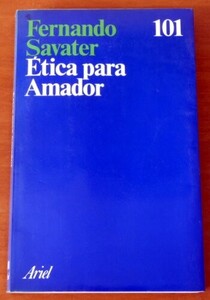 Fernando 101
Savater
Ética para
Amador
Ariel